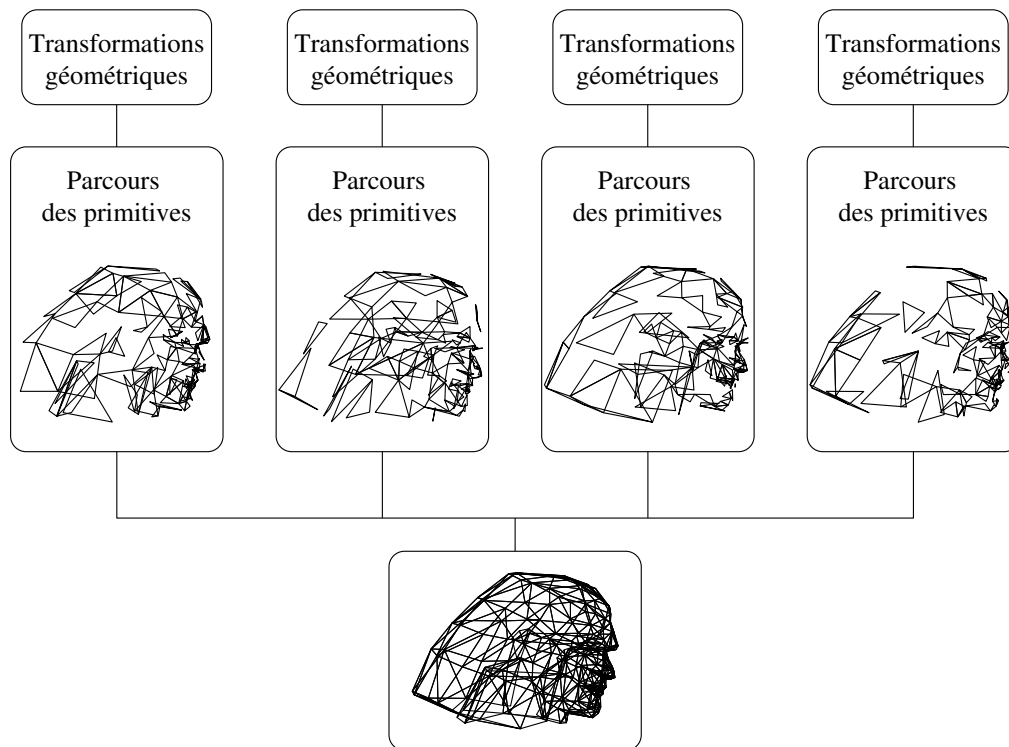 Transformations
géométriques
Transformations
géométriques
Transformations
géométriques
Transformations
géométriques
Parcours
des primitives
Parcours
des primitives
Parcours
des primitives
Parcours
des primitives